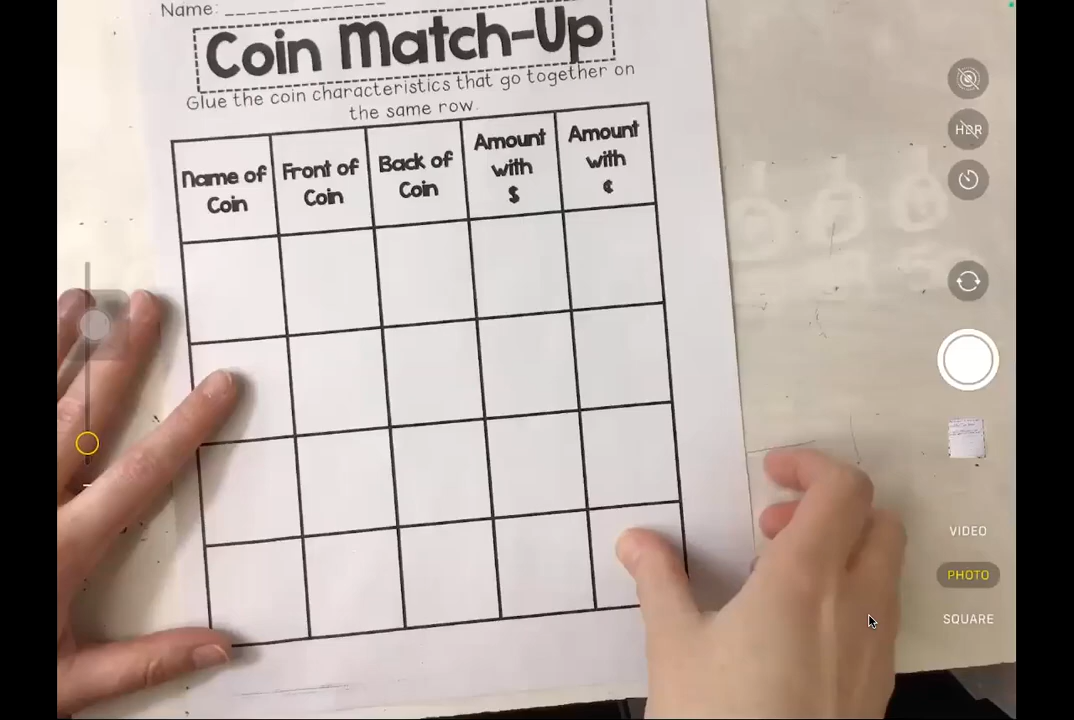 Name: _______________
Coin Match-Up
Glue the coin characteristics that go together on
the same row.
Name of
Coin
Front of
Coin
Back of
Coin
Amount
with
$
Amount
with
¢
HDR
VIDEO
PHOTO
SQUARE